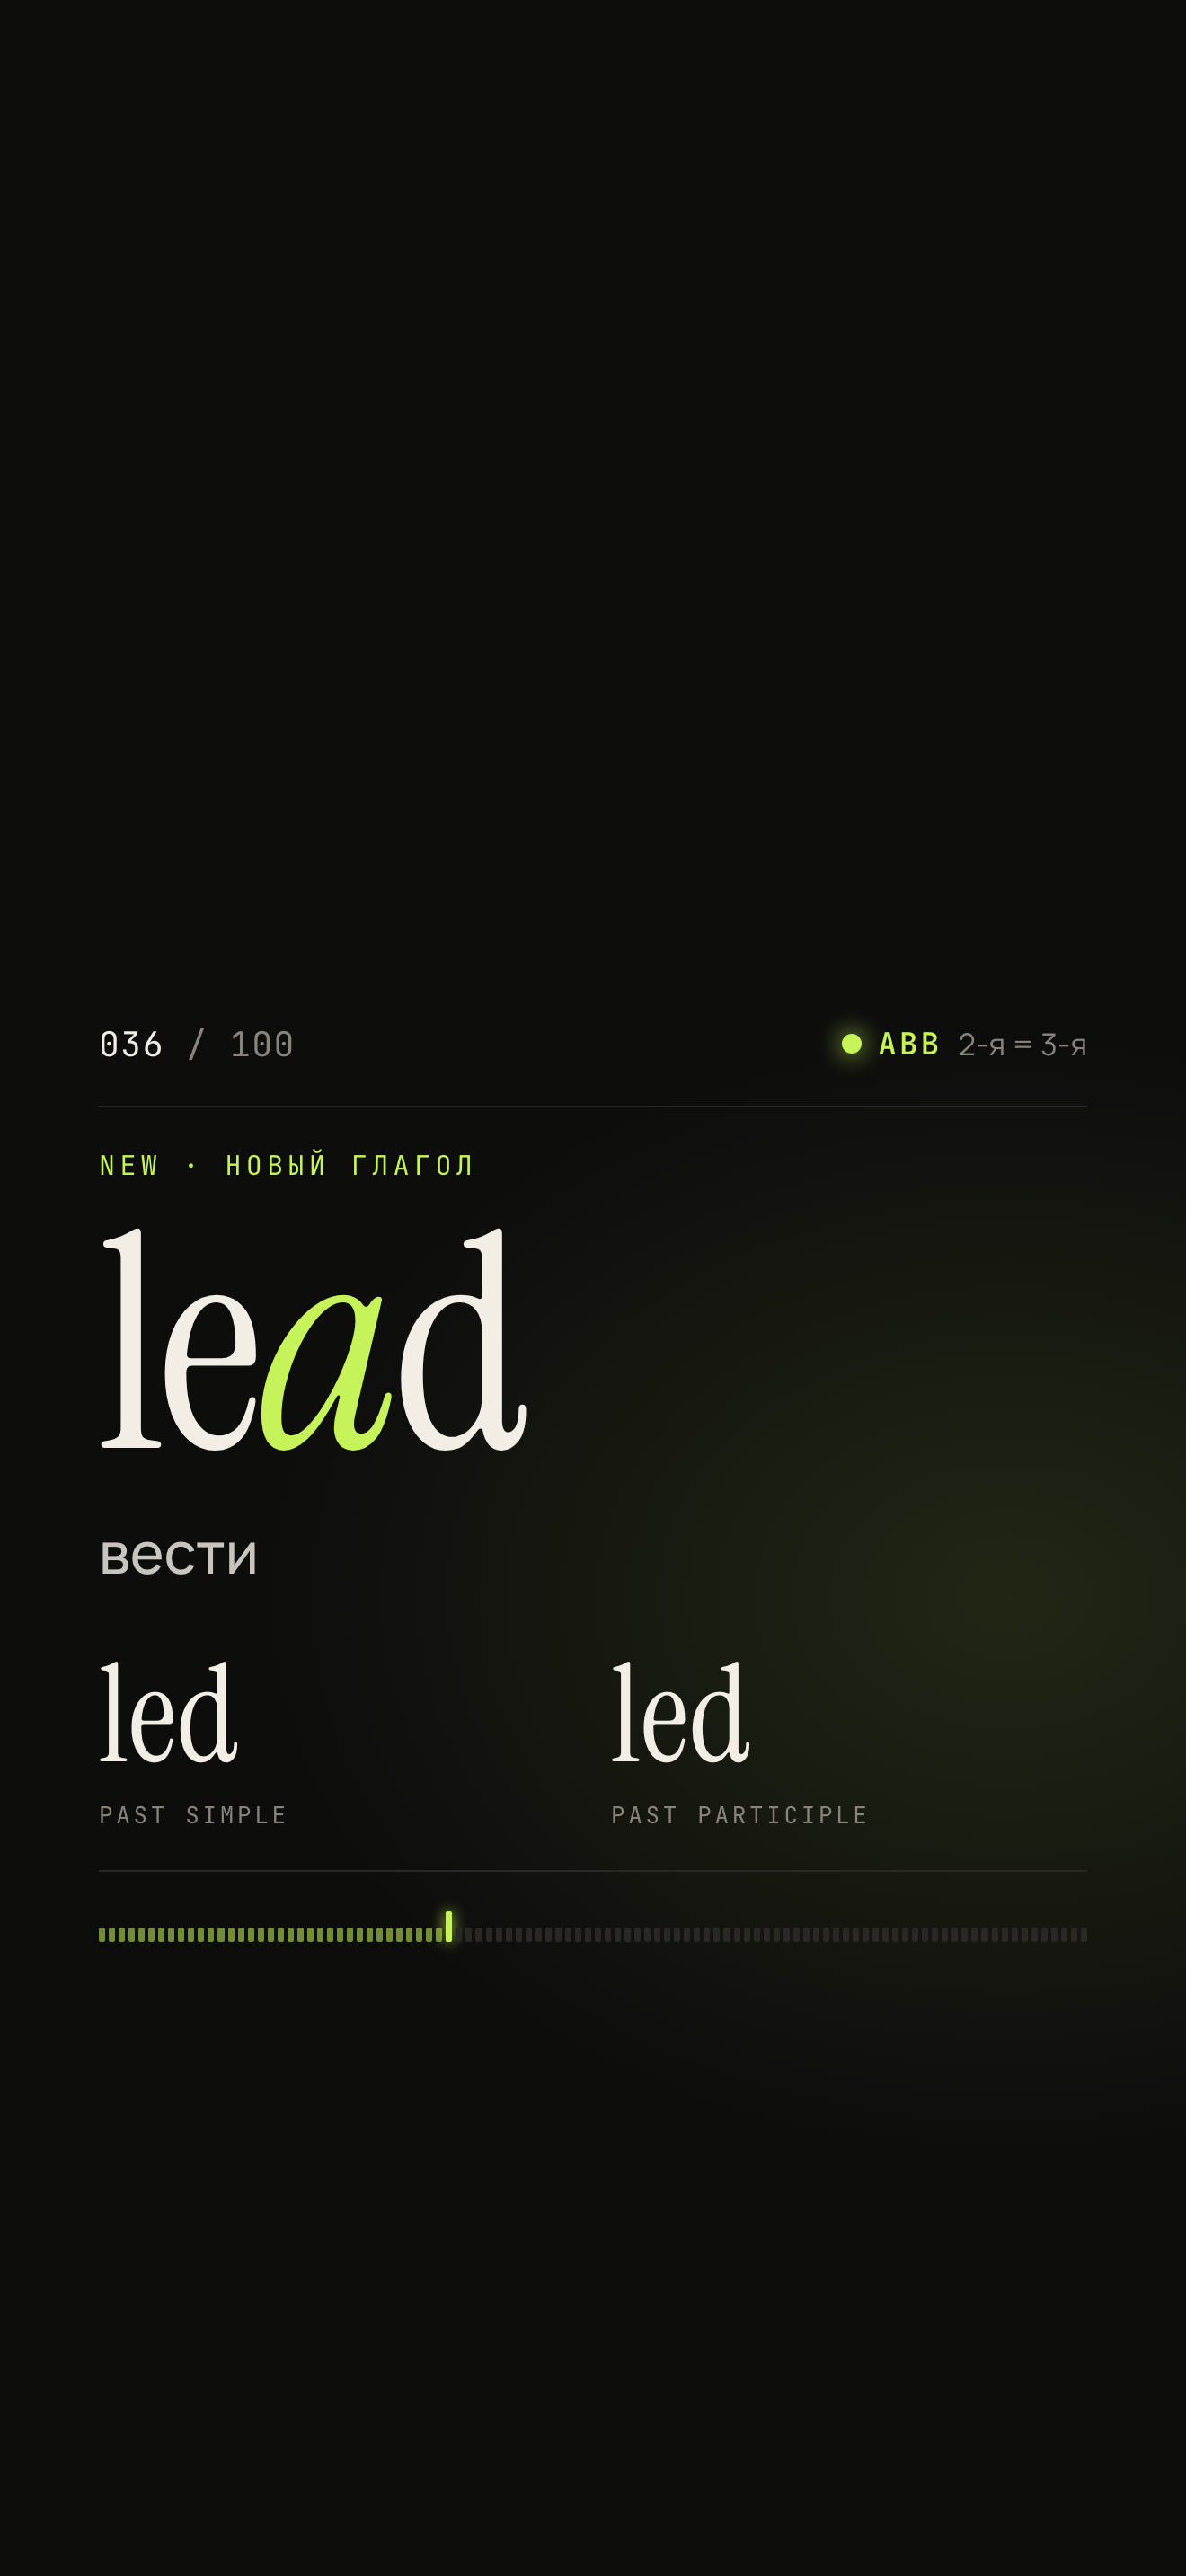 036 / 100
ABB 2-я = 3-я
NEW · НОВЫЙ ГЛАГОЛ
lead
вести
led
led
PAST SIMPLE
PAST PARTICIPLE